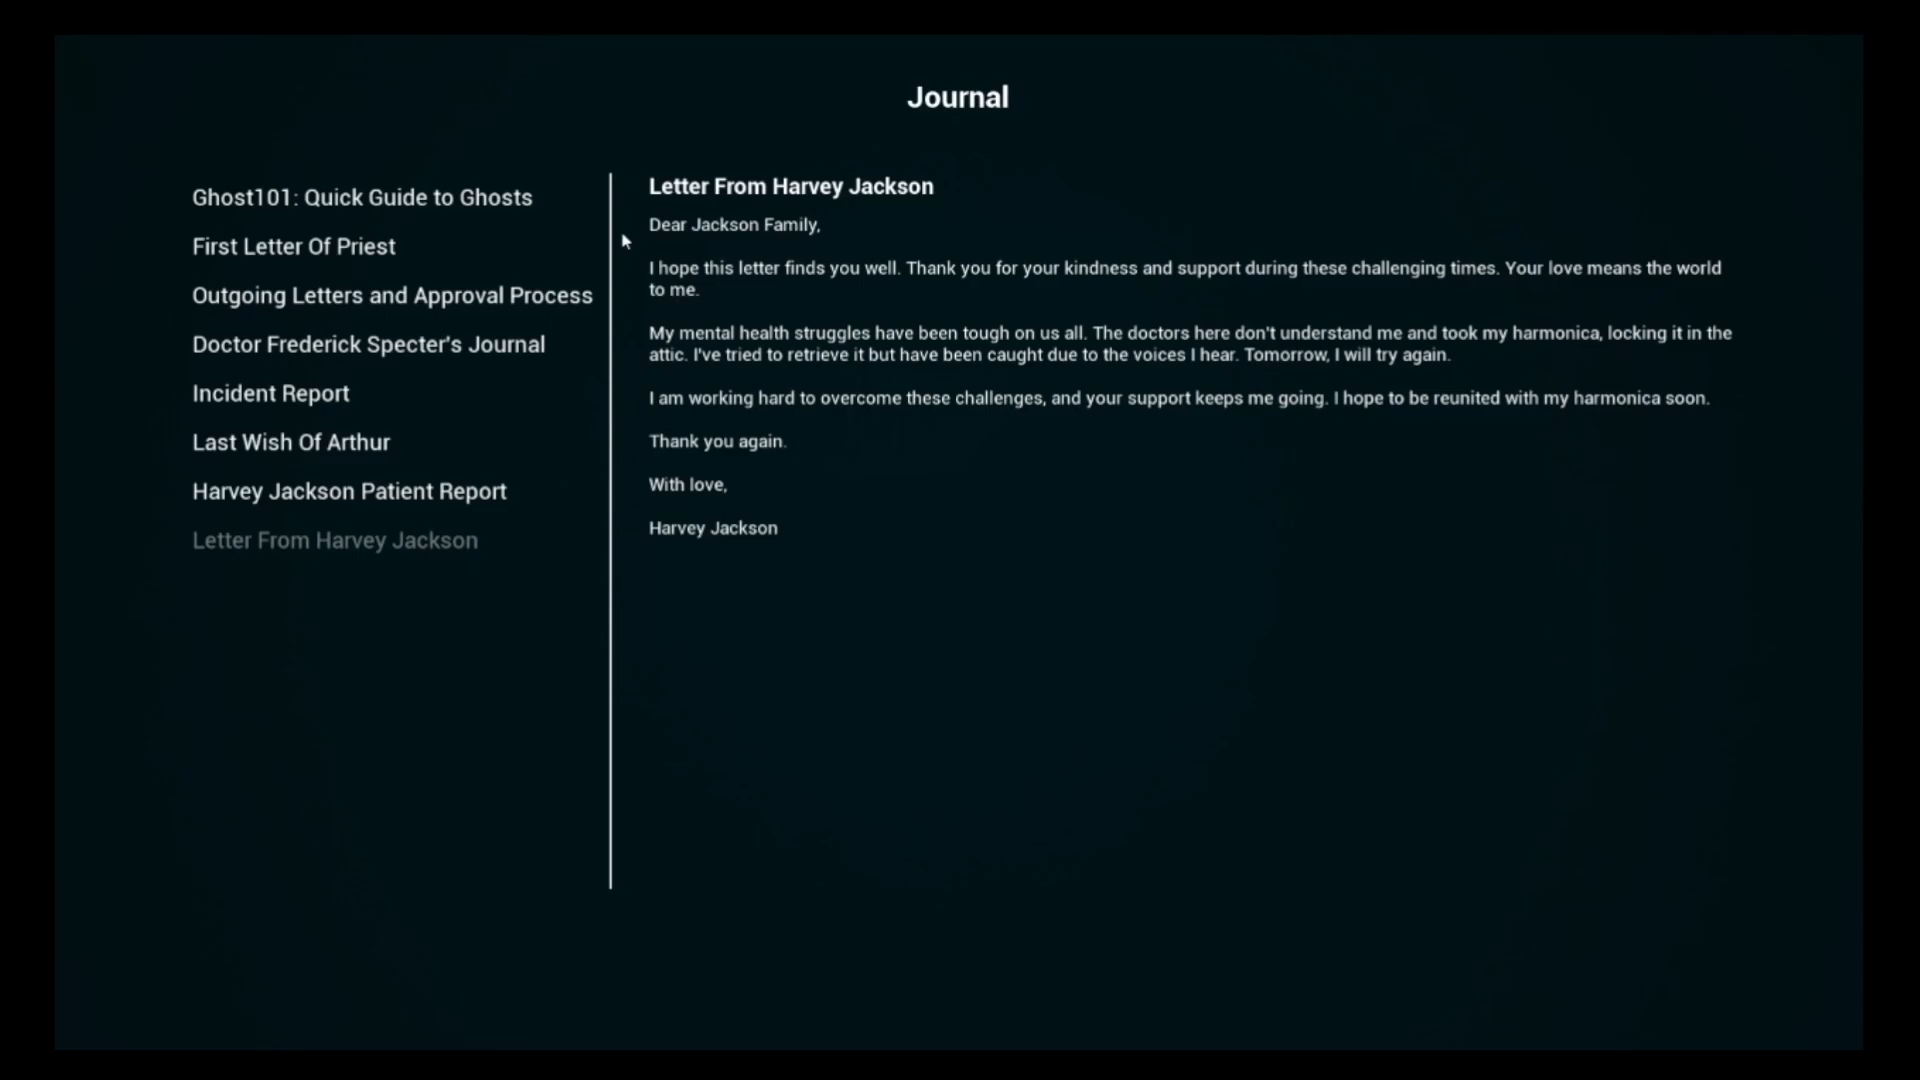 Journal
Ghost101: Quick Guide to Ghosts
First Letter Of Priest
Outgoing Letters and Approval Process
Doctor Frederick Specter's Journal
Incident Report
Last Wish Of Arthur
Harvey Jackson Patient Report
Letter From Harvey Jackson
Letter From Harvey Jackson
Dear Jackson Family,
I hope this letter finds you well. Thank you for your kindness and support during these challenging times. Your love means the world
to me.
My mental health struggles have been tough on us all. The doctors here don't understand me and took my harmonica, locking it in the
attic. I've tried to retrieve it but have been caught due to the voices I hear. Tomorrow, I will try again.
I am working hard to overcome these challenges, and your support keeps me going. I hope to be reunited with my harmonica soon.
Thank you again.
With love,
Harvey Jackson